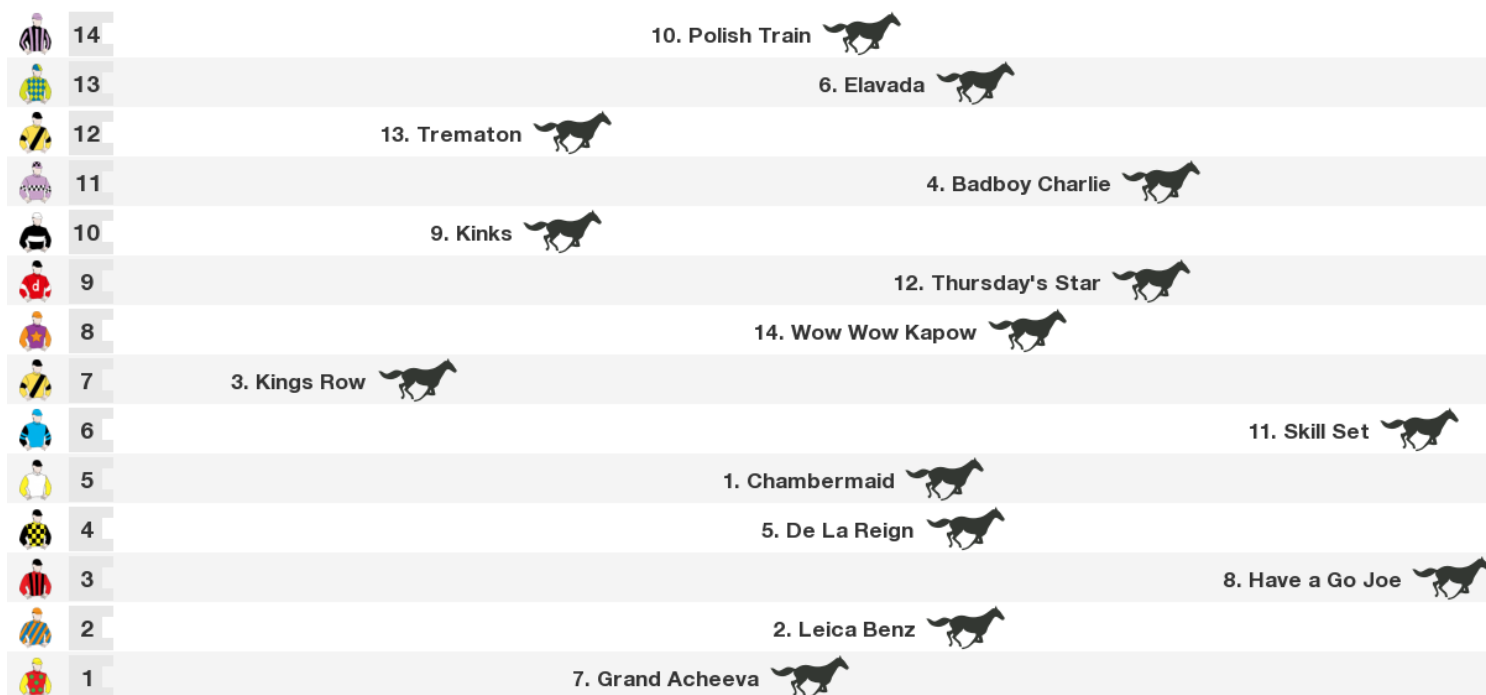 14 10. Polish Train
13 6. Elavada
12 13. Trematon
11 4. Badboy Charlie
10 9. Kinks
d 9 12. Thursday's Star
8 14. Wow Wow Kapow
7 3. Kings Row
6 11. Skill Set
5 1. Chambermaid
4 5. De La Reign
3 8. Have a Go Joe
2 2. Leica Benz
1 7. Grand Acheeva